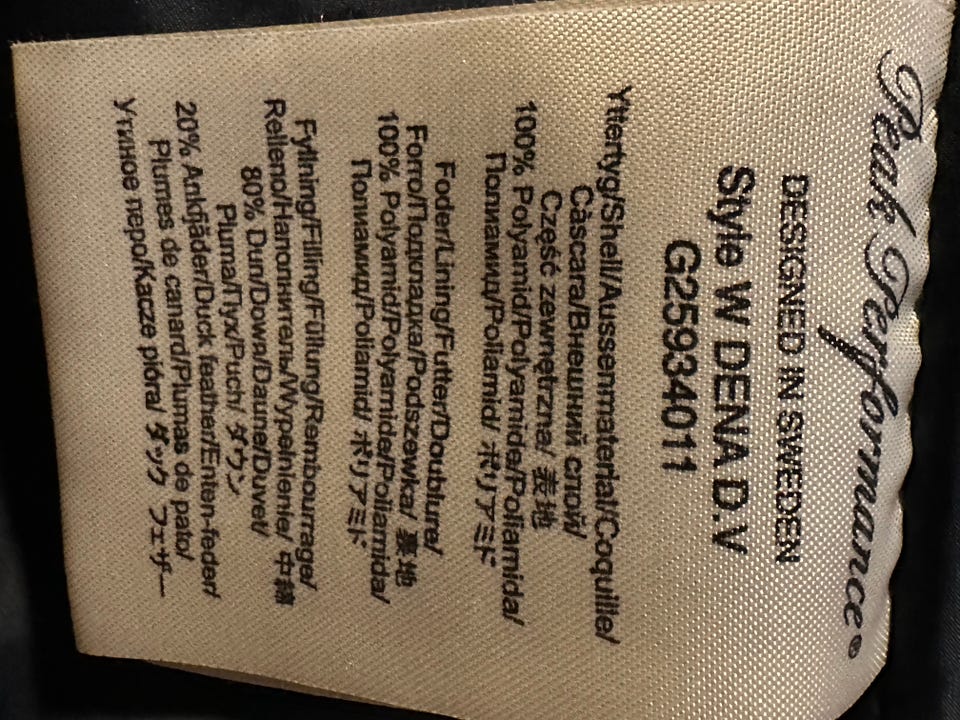 Peak Performance®
DESIGNED IN SWEDEN
Style W DENA D.V
G25934011
Yttertyg/Shell/Aussenmaterial/Coquille/
Càscara/Внешний слой/
Część zewnętrzna/ 表地
100% Polyamid/Polyamide/Poliamida/
Полиамид/Poliamid/ ポリアミド
Foder/Lining/Futter/Doublure/
Forro/Подкладка/Podszewka/ 裏地
100% Polyamid/Polyamide/Poliamida/
Полиамид/Poliamid/ ポリアミド
Fyllning/Filling/Füllung/Rembourrage/
Relleno/Наполнитель/Wypełnienie/ 中綿
80% Dun/Down/Daune/Duvet/
Pluma/Пух/Puch/ ダウン
20% Ankfjäder/Duck feather/Enten-feder/
Plumes de canard/Plumas de pato/
Утиное перо/Kacze pióra/ ダック フェザー